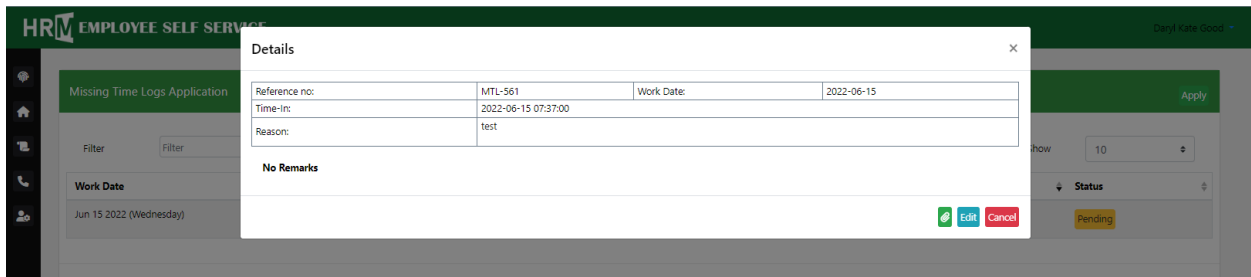 HRM EMPLOYEE SELF SERVICE
Daryl Kate Good
Details ×
Missing Time Logs Application
Apply
Reference no: MTL-561 Work Date: 2022-06-15
Time-In: 2022-06-15 07:37:00
Reason: test
Filter Filter
Show 10
No Remarks
Work Date Status
Jun 15 2022 (Wednesday) Pending
Edit Cancel